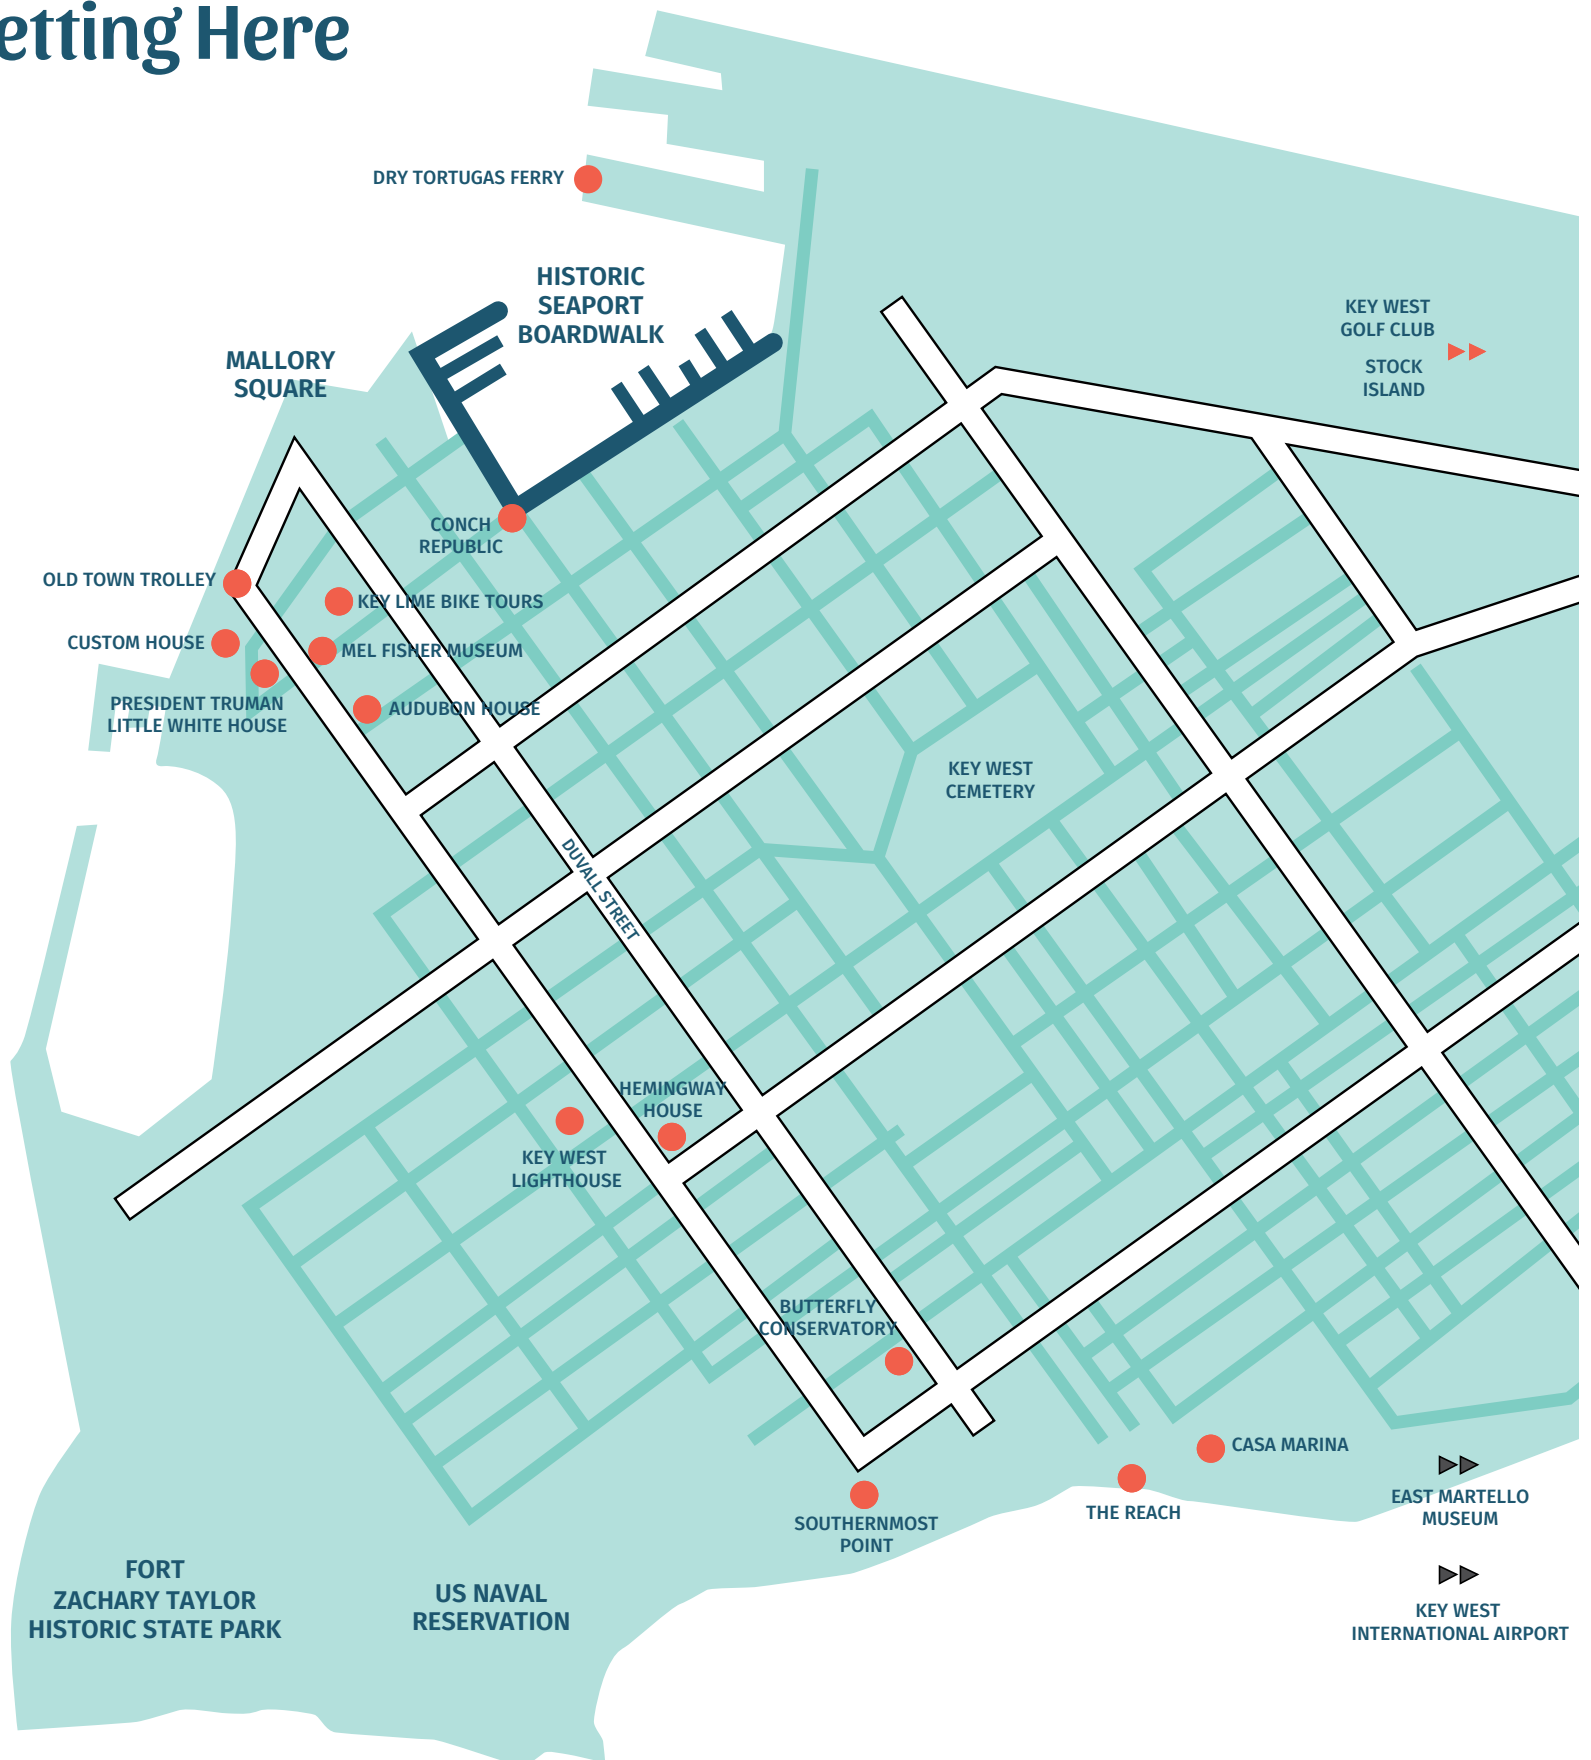 etting Here
DRY TORTUGAS FERRY
HISTORIC
SEAPORT
BOARDWALK
KEY WEST
GOLF CLUB
STOCK
ISLAND
MALLORY
SQUARE
CONCH
REPUBLIC
OLD TOWN TROLLEY
KEY LIME BIKE TOURS
CUSTOM HOUSE
MEL FISHER MUSEUM
PRESIDENT TRUMAN
LITTLE WHITE HOUSE
AUDUBON HOUSE
KEY WEST
CEMETERY
DUVALL STREET
HEMINGWAY
HOUSE
KEY WEST
LIGHTHOUSE
BUTTERFLY
CONSERVATORY
CASA MARINA
THE REACH
EAST MARTELLO
MUSEUM
SOUTHERNMOST
POINT
FORT
ZACHARY TAYLOR
HISTORIC STATE PARK
US NAVAL
RESERVATION
KEY WEST
INTERNATIONAL AIRPORT